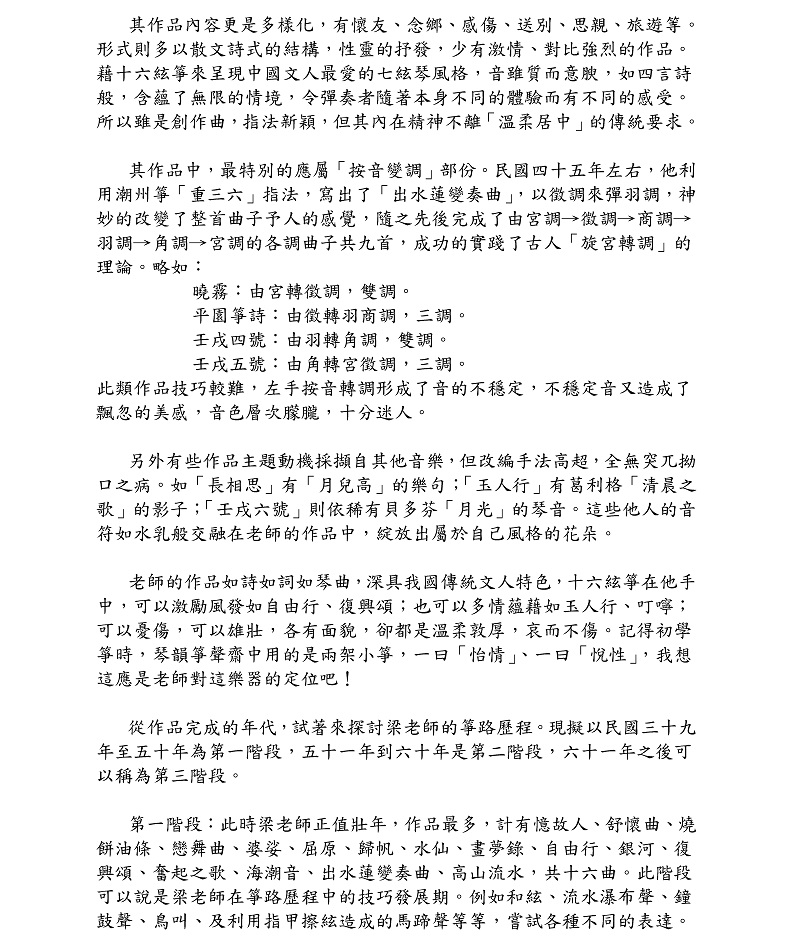 其作品內容更是多樣化，有懷友、念鄉、感傷、送別、思親、旅遊等。
形式則多以散文詩式的結構，性靈的抒發，少有激情、對比強烈的作品。
藉十六絃箏來呈現中國文人最愛的七絃琴風格，音雖質而意腴，如四言詩
般，含蘊了無限的情境，令彈奏者隨著本身不同的體驗而有不同的感受。
所以雖是創作曲，指法新穎，但其內在精神不離「溫柔居中」的傳統要求。
其作品中，最特別的應屬「按音變調」部份。民國四十五年左右，他利
用潮州箏「重三六」指法，寫出了「出水蓮變奏曲」，以徵調來彈羽調，神
妙的改變了整首曲子予人的感覺，隨之先後完成了由宮調→徵調→商調→
羽調→角調→宮調的各調曲子共九首，成功的實踐了古人「旋宮轉調」的
理論。略如：
曉霧：由宮轉徵調，雙調。
平園箏詩：由徵轉羽商調，三調。
壬戌四號：由羽轉角調，雙調。
壬戌五號：由角轉宮徵調，三調。
此類作品技巧較難，左手按音轉調形成了音的不穩定，不穩定音又造成了
飄忽的美感，音色層次朦朧，十分迷人。
另外有些作品主題動機採擷自其他音樂，但改編手法高超，全無突兀拗
口之病。如「長相思」有「月兒高」的樂句；「玉人行」有葛利格「清晨之
歌」的影子；「壬戌六號」則依稀有貝多芬「月光」的琴音。這些他人的音
符如水乳般交融在老師的作品中，綻放出屬於自己風格的花朵。
老師的作品如詩如詞如琴曲，深具我國傳統文人特色，十六絃箏在他手
中，可以激勵風發如自由行、復興頌；也可以多情蘊藉如玉人行、叮嚀；
可以憂傷，可以雄壯，各有面貌，卻都是溫柔敦厚，哀而不傷。記得初學
箏時，琴韻箏聲齋中用的是兩架小箏，一曰「怡情」、一曰「悅性」，我想
這應是老師對這樂器的定位吧！
從作品完成的年代，試著來探討梁老師的箏路歷程。現擬以民國三十九
年至五十年為第一階段，五十一年到六十年是第二階段，六十一年之後可
以稱為第三階段。
第一階段：此時梁老師正值壯年，作品最多，計有憶故人、舒懷曲、燒
餅油條、戀舞曲、婆娑、屈原、歸帆、水仙、畫夢錄、自由行、銀河、復
興頌、奮起之歌、海潮音、出水蓮變奏曲、高山流水，共十六曲。此階段
可以說是梁老師在箏路歷程中的技巧發展期。例如和絃、流水瀑布聲、鐘
鼓聲、鳥叫、及利用指甲擦絃造成的馬蹄聲等等，嘗試各種不同的表達。